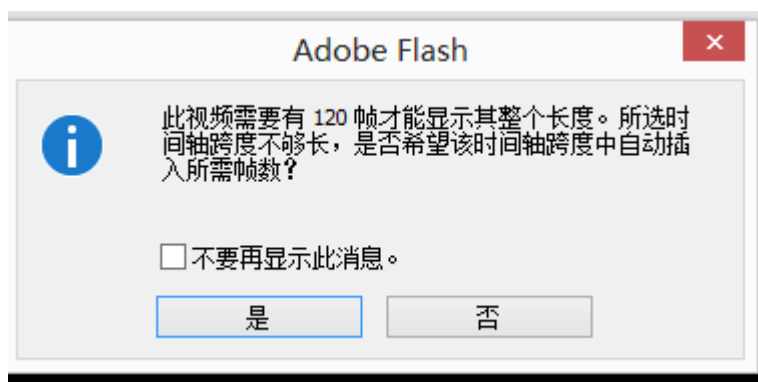 Adobe Flash
此视频需要有 120 帧才能显示其整个长度。所选时
间轴跨度不够长，是否希望该时间轴跨度中自动插
入所需帧数？
不要再显示此消息。
是
否